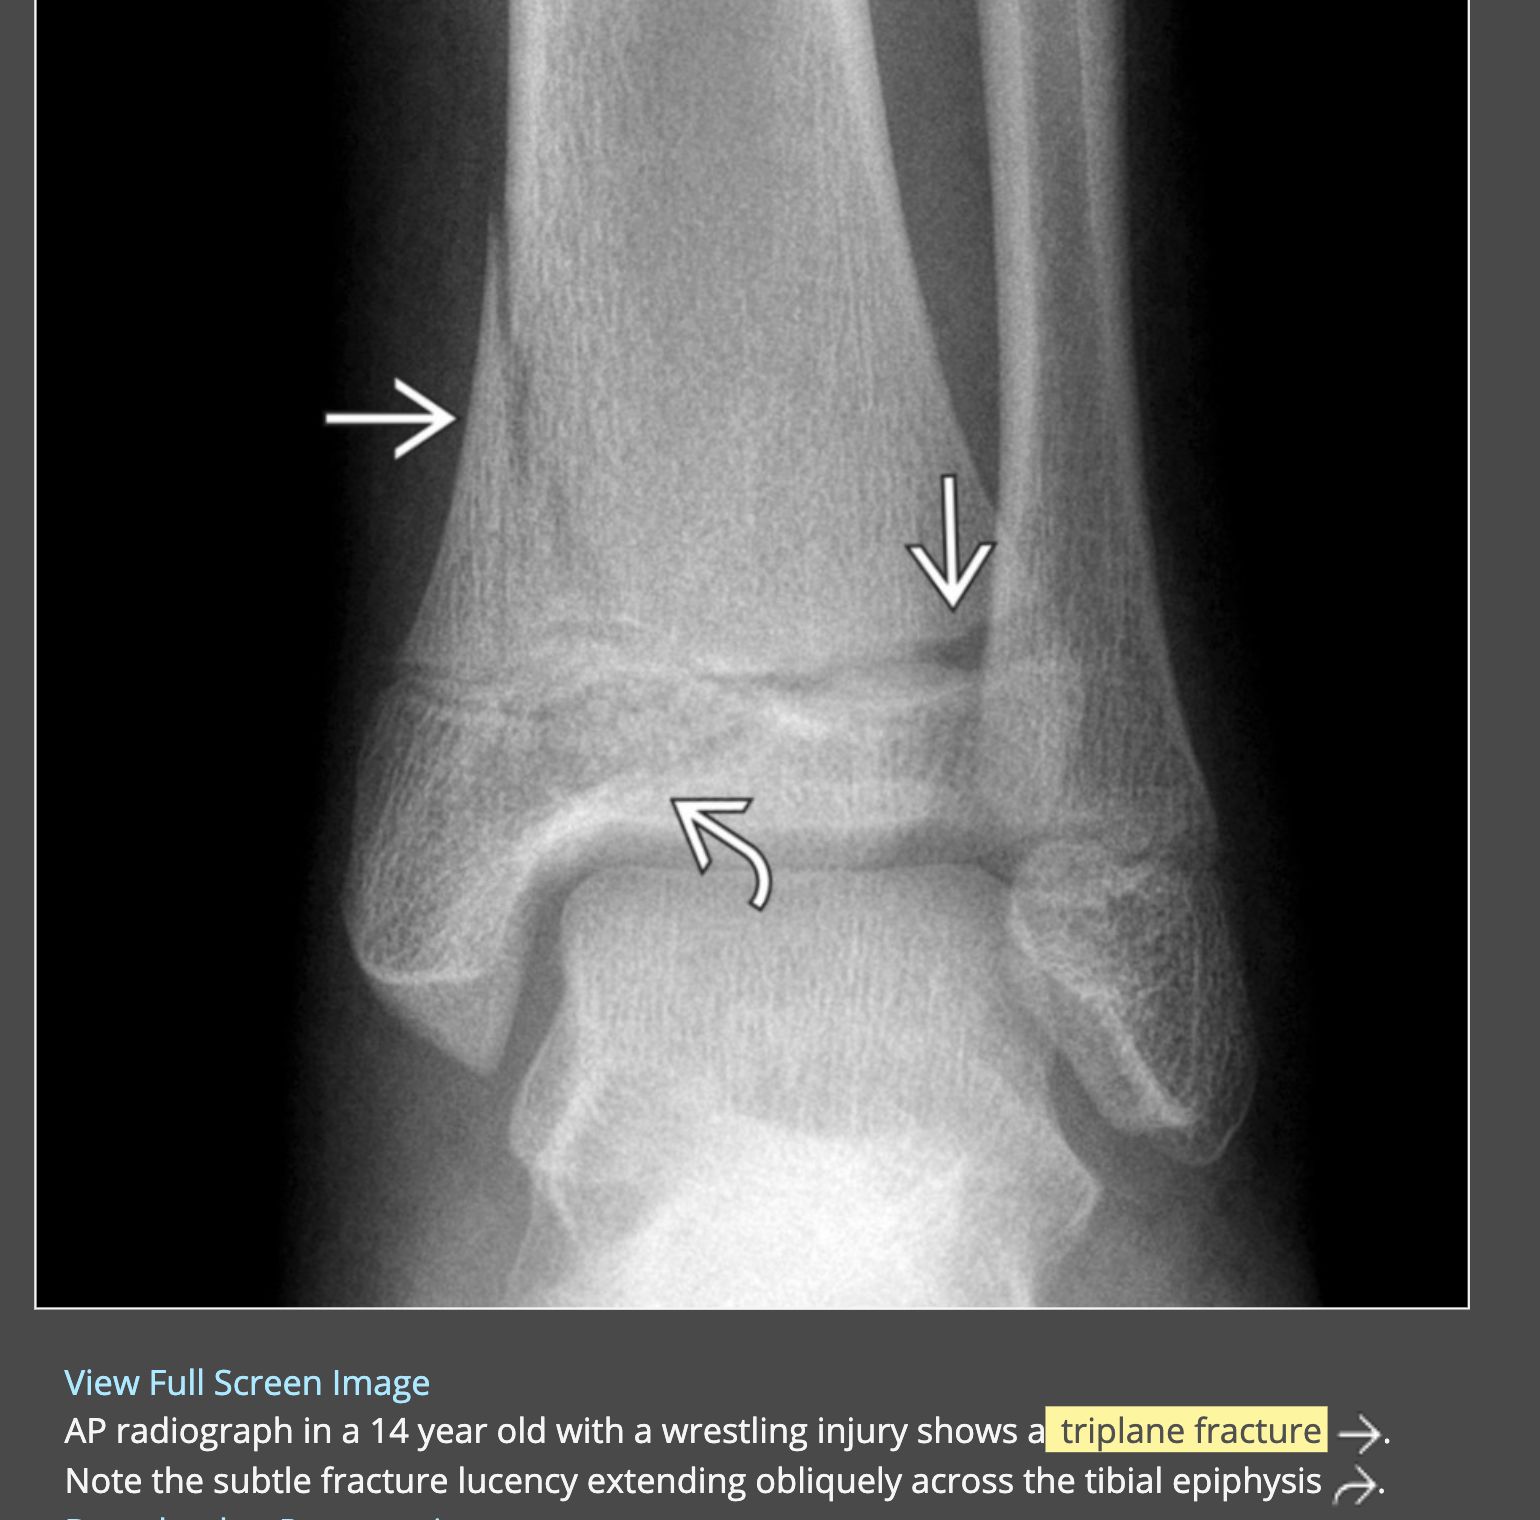 View Full Screen Image
AP radiograph in a 14 year old with a wrestling injury shows a triplane fracture →.
Note the subtle fracture lucency extending obliquely across the tibial epiphysis ↷.